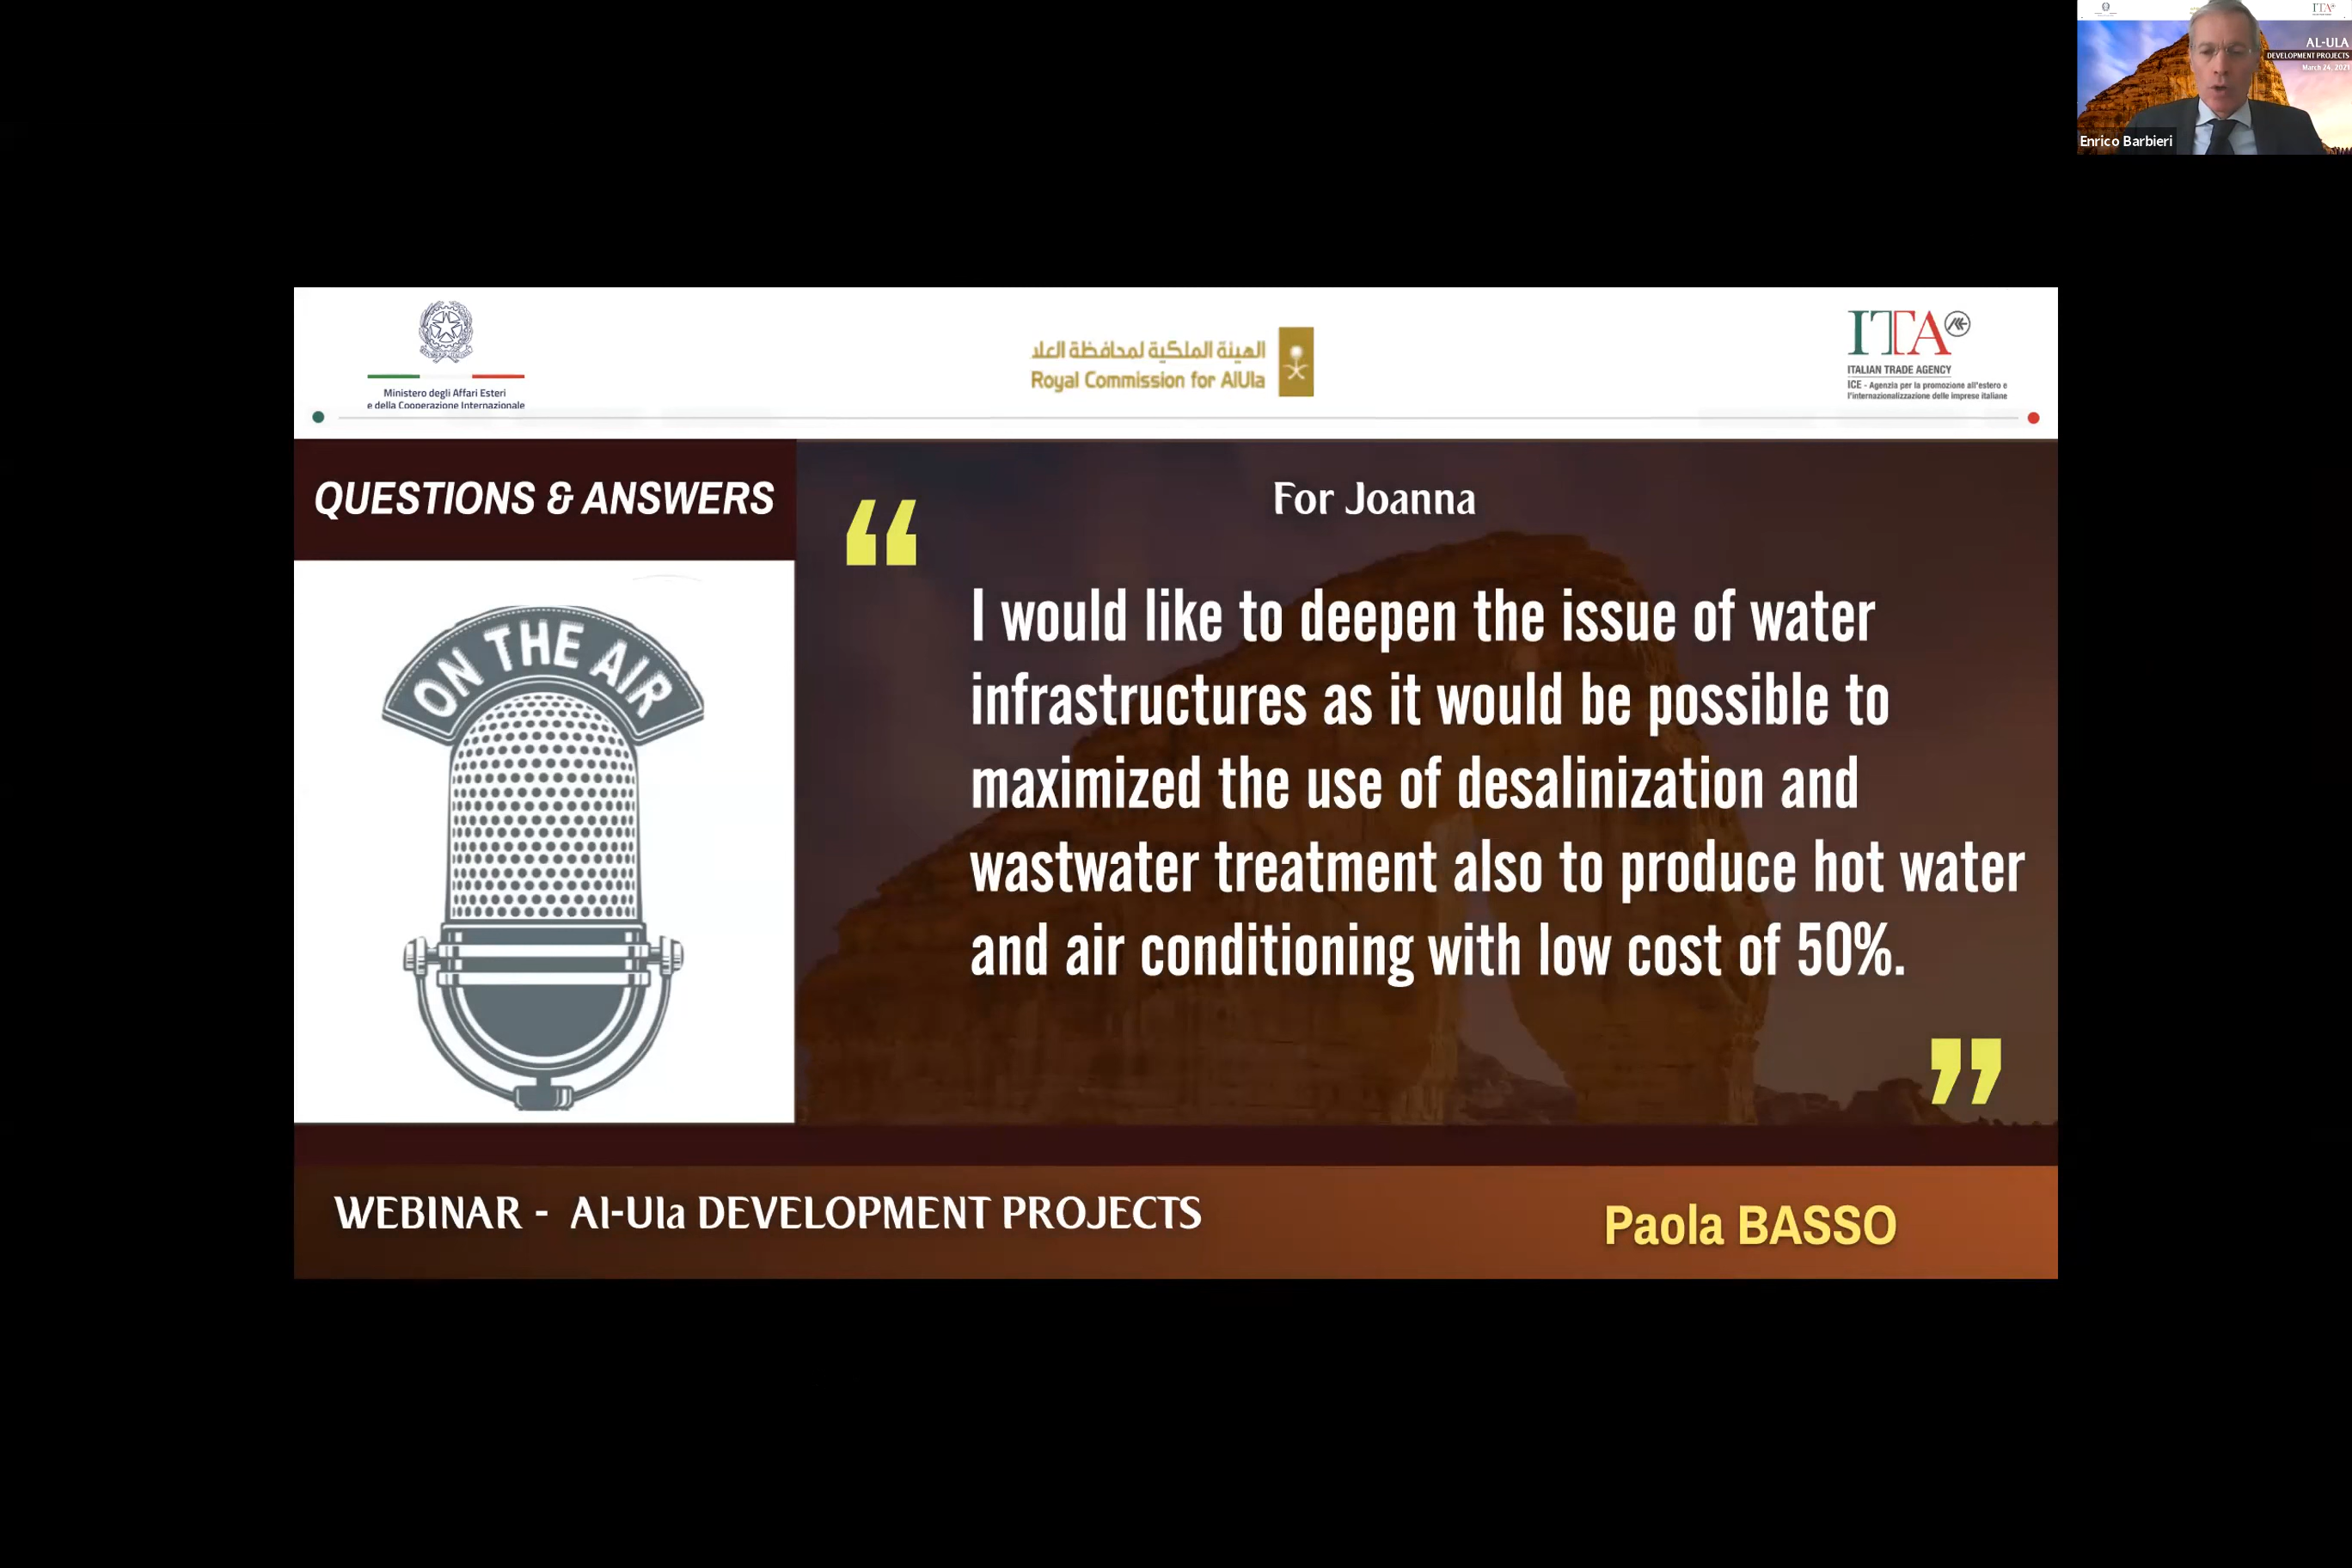 AL-ULA
DEVELOPMENT PROJECTS
March 24, 2021
Enrico Barbieri
Ministero degli Affari Esteri
e della Cooperazione Internazionale
الهيئة الملكية لمحافظة العلا
Royal Commission for AlUla
ITA
ITALIAN TRADE AGENCY
ICE - Agenzia per la promozione all'estero e
l'internazionalizzazione delle imprese italiane
QUESTIONS & ANSWERS
ON THE AIR
For Joanna
“
I would like to deepen the issue of water
infrastructures as it would be possible to
maximized the use of desalinization and
wastwater treatment also to produce hot water
and air conditioning with low cost of 50%.
”
WEBINAR - Al-Ula DEVELOPMENT PROJECTS
Paola BASSO